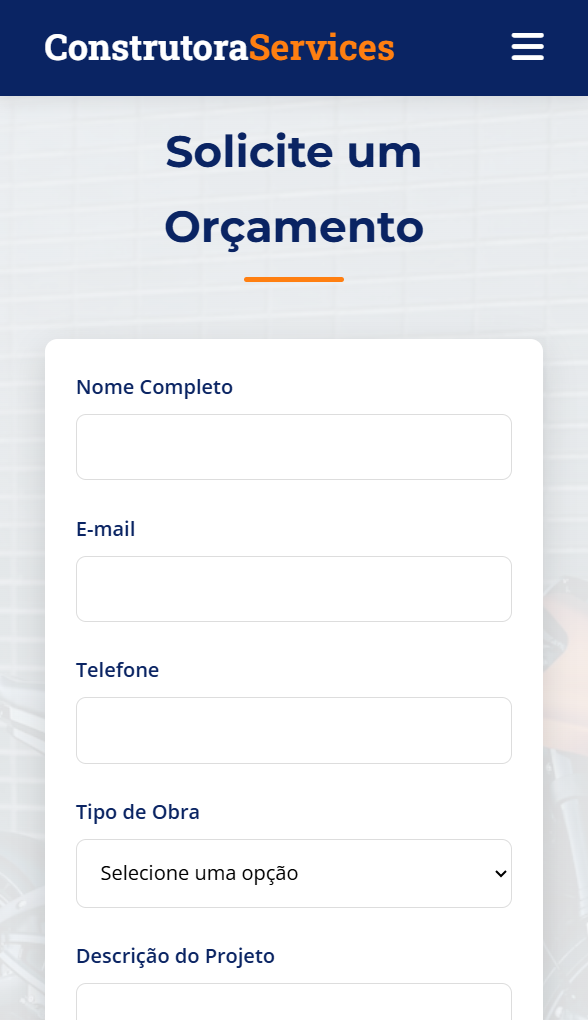 ConstrutoraServices
Solicite um
Orçamento
Nome Completo
E-mail
Telefone
Tipo de Obra
Selecione uma opção
Descrição do Projeto